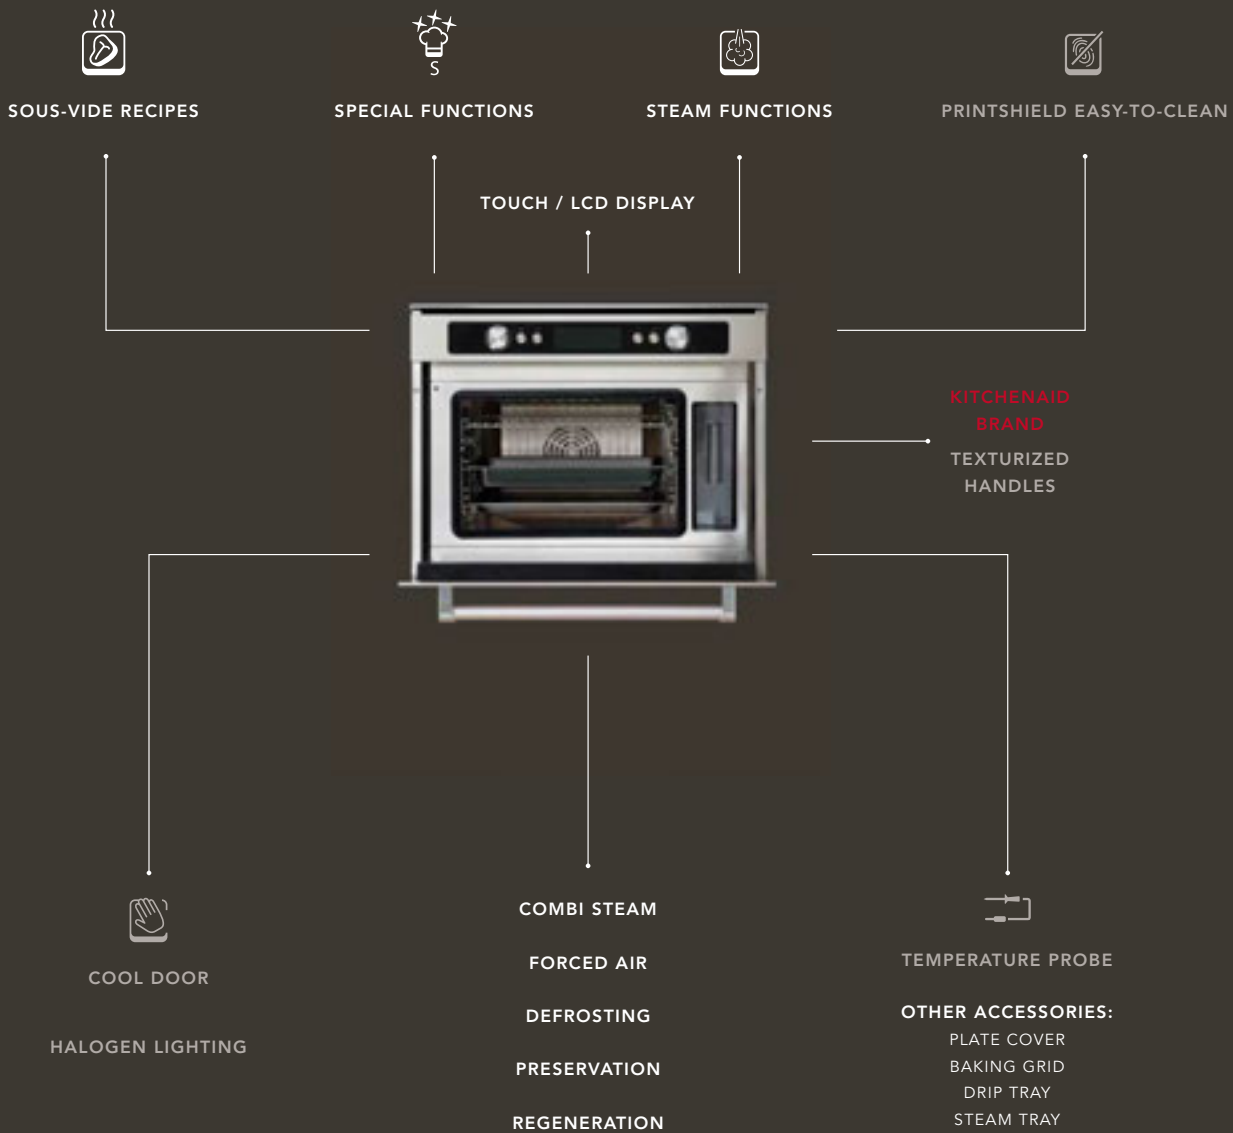 S
SOUS-VIDE RECIPES
SPECIAL FUNCTIONS
STEAM FUNCTIONS
PRINTSHIELD EASY-TO-CLEAN
TOUCH / LCD DISPLAY
KITCHENAID
BRAND
TEXTURIZED
HANDLES
COOL DOOR
HALOGEN LIGHTING
COMBI STEAM
FORCED AIR
DEFROSTING
PRESERVATION
REGENERATION
TEMPERATURE PROBE
OTHER ACCESSORIES:
PLATE COVER
BAKING GRID
DRIP TRAY
STEAM TRAY